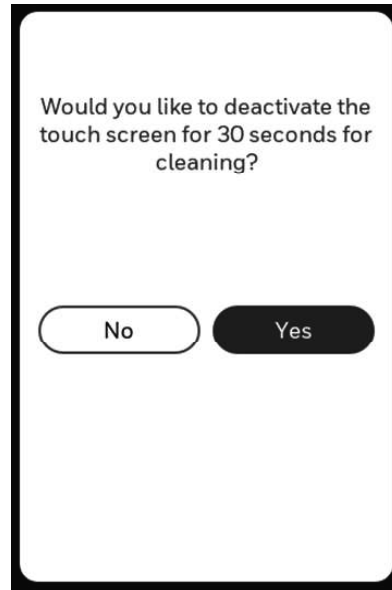 Would you like to deactivate the
touch screen for 30 seconds for
cleaning?
No
Yes